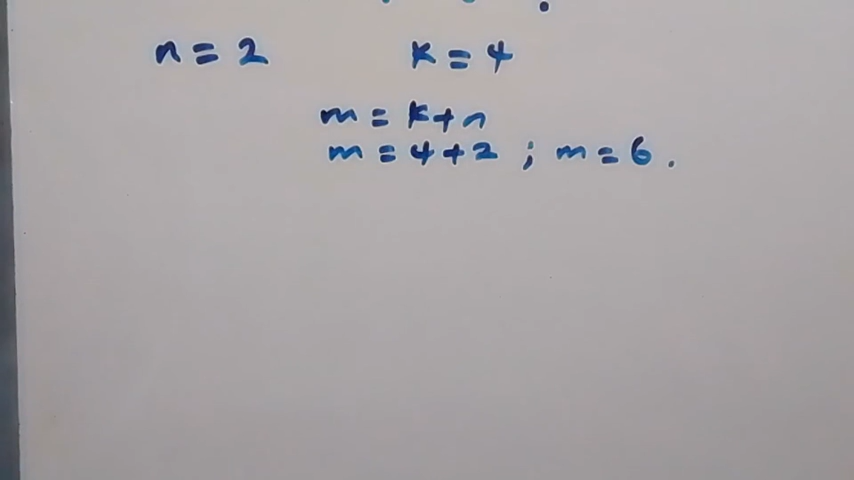 n = 2 k = 4
m = k + n
m = 4 + 2 ; m = 6 .